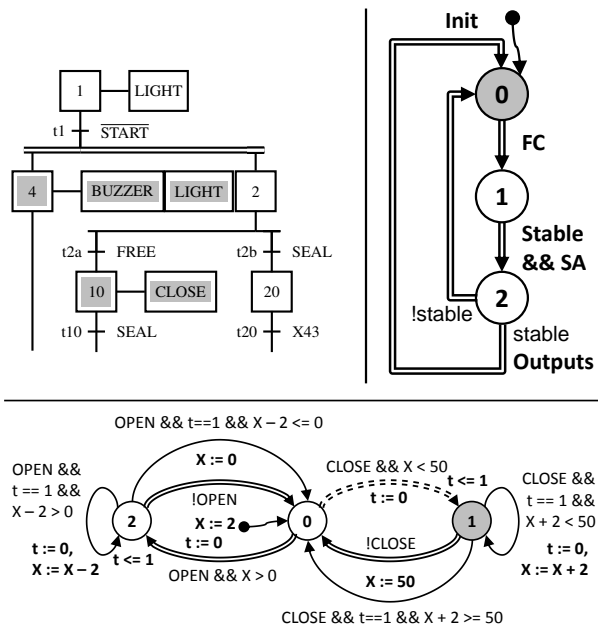 1
LIGHT
t1
START
4
BUZZER
LIGHT
2
t2a
FREE
t2b
SEAL
10
CLOSE
20
t10
SEAL
t20
X43
Init
0
FC
1
Stable
&& SA
2
!stable
stable
Outputs
OPEN && t==1 && X – 2 <= 0
X := 0
OPEN &&
t == 1 &&
X – 2 > 0
t := 0,
X := X – 2
2
t <= 1
!OPEN
X := 2
t := 0
0
OPEN && X > 0
CLOSE && X < 50
t := 0
t <= 1
1
CLOSE &&
t == 1 &&
X + 2 < 50
t := 0,
X := X + 2
!CLOSE
X := 50
CLOSE && t==1 && X + 2 >= 50